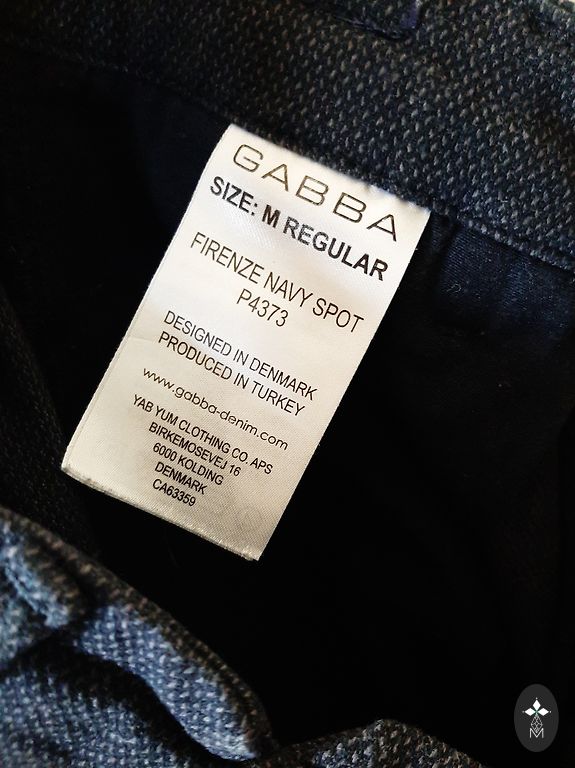 GABBA
SIZE: M REGULAR
FIRENZE NAVY SPOT
P4373
DESIGNED IN DENMARK
PRODUCED IN TURKEY
www.gabba-denim.com
YAB YUM CLOTHING CO. APS
BIRKEMOSEVEJ 16
6000 KOLDING
DENMARK
CA63359
M